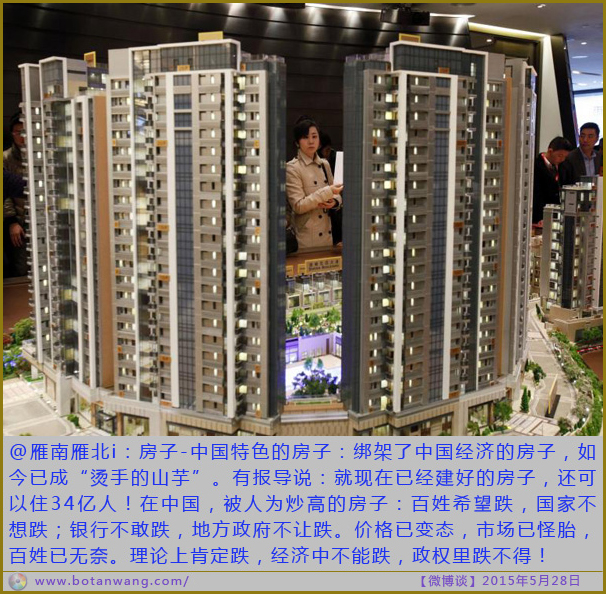 @雁南雁北i：房子-中国特色的房子：绑架了中国经济的房子，如
今已成“烫手的山芋”。有报导说：就现在已经建好的房子，还可
以住34亿人！在中国，被人为炒高的房子：百姓希望跌，国家不
想跌；银行不敢跌，地方政府不让跌。价格已变态，市场已怪胎，
百姓已无奈。理论上肯定跌，经济中不能跌，政权里跌不得！
www.botanwang.com/ 【微博谈】2015年5月28日